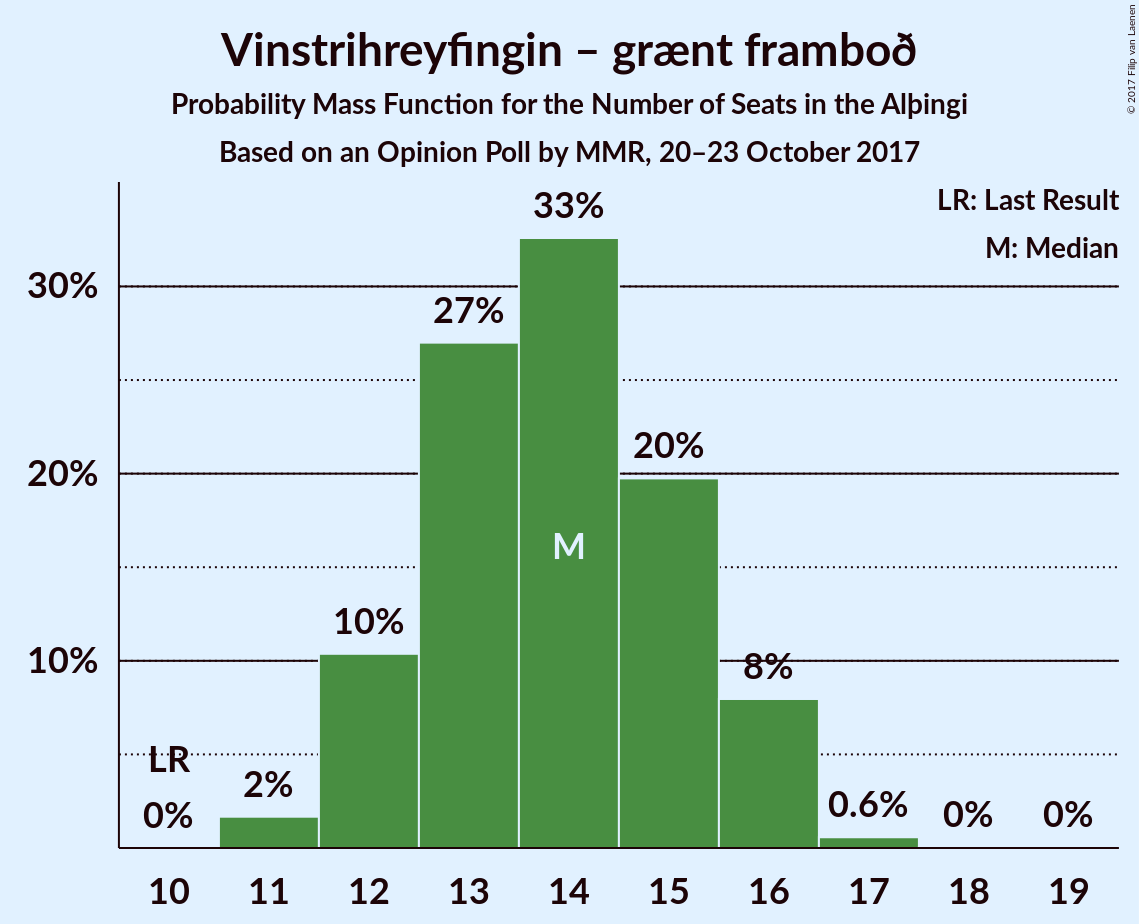 Vinstrihreyfingin – grænt framboð
Probability Mass Function for the Number of Seats in the Alþingi
Based on an Opinion Poll by MMR, 20–23 October 2017
© 2017 Filip van Laenen
LR: Last Result
M: Median
33%
30%
27%
20%
20%
M
10%
10%
8%
LR
2%
0%
0.6%
0%
0%
10 11 12 13 14 15 16 17 18 19